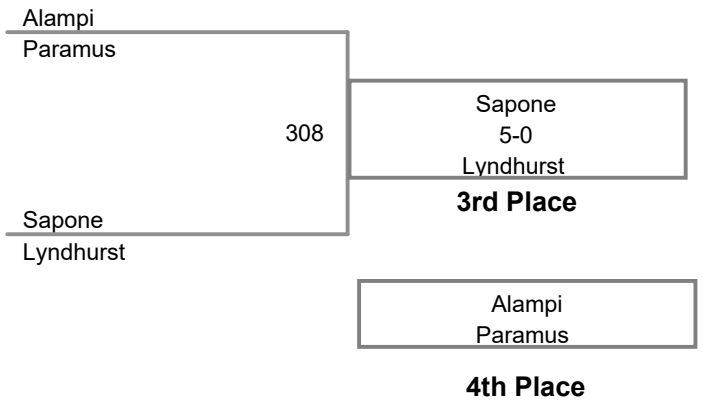 Alampi
Paramus
308
Sapone
5-0
Lyndhurst
3rd Place
Sapone
Lyndhurst
Alampi
Paramus
4th Place